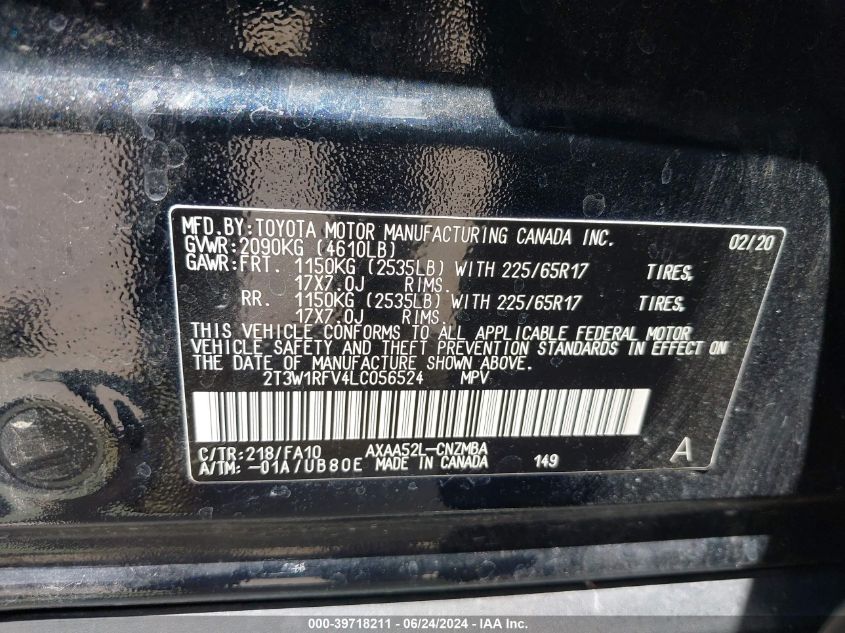 MFD.BY:TOYOTA MOTOR MANUFACTURING CANADA INC. 02/20
GVWR:2090KG (4610LB)
GAWR:FRT. 1150KG (2535LB) WITH 225/65R17 TIRES,
17X7.0J RIMS.
RR. 1150KG (2535LB) WITH 225/65R17 TIRES,
17X7.0J RIMS.
THIS VEHICLE CONFORMS TO ALL APPLICABLE FEDERAL MOTOR
VEHICLE SAFETY AND THEFT PREVENTION STANDARDS IN EFFECT ON
THE DATE OF MANUFACTURE SHOWN ABOVE.
2T3W1RFV4LC056524 MPV
C/TR:218/FA10 AXAA52L-CNZMBA
A/TM: -01A/UB80E MADE IN CANADA 149 A
000-39718211 - 06/24/2024 - IAA Inc.